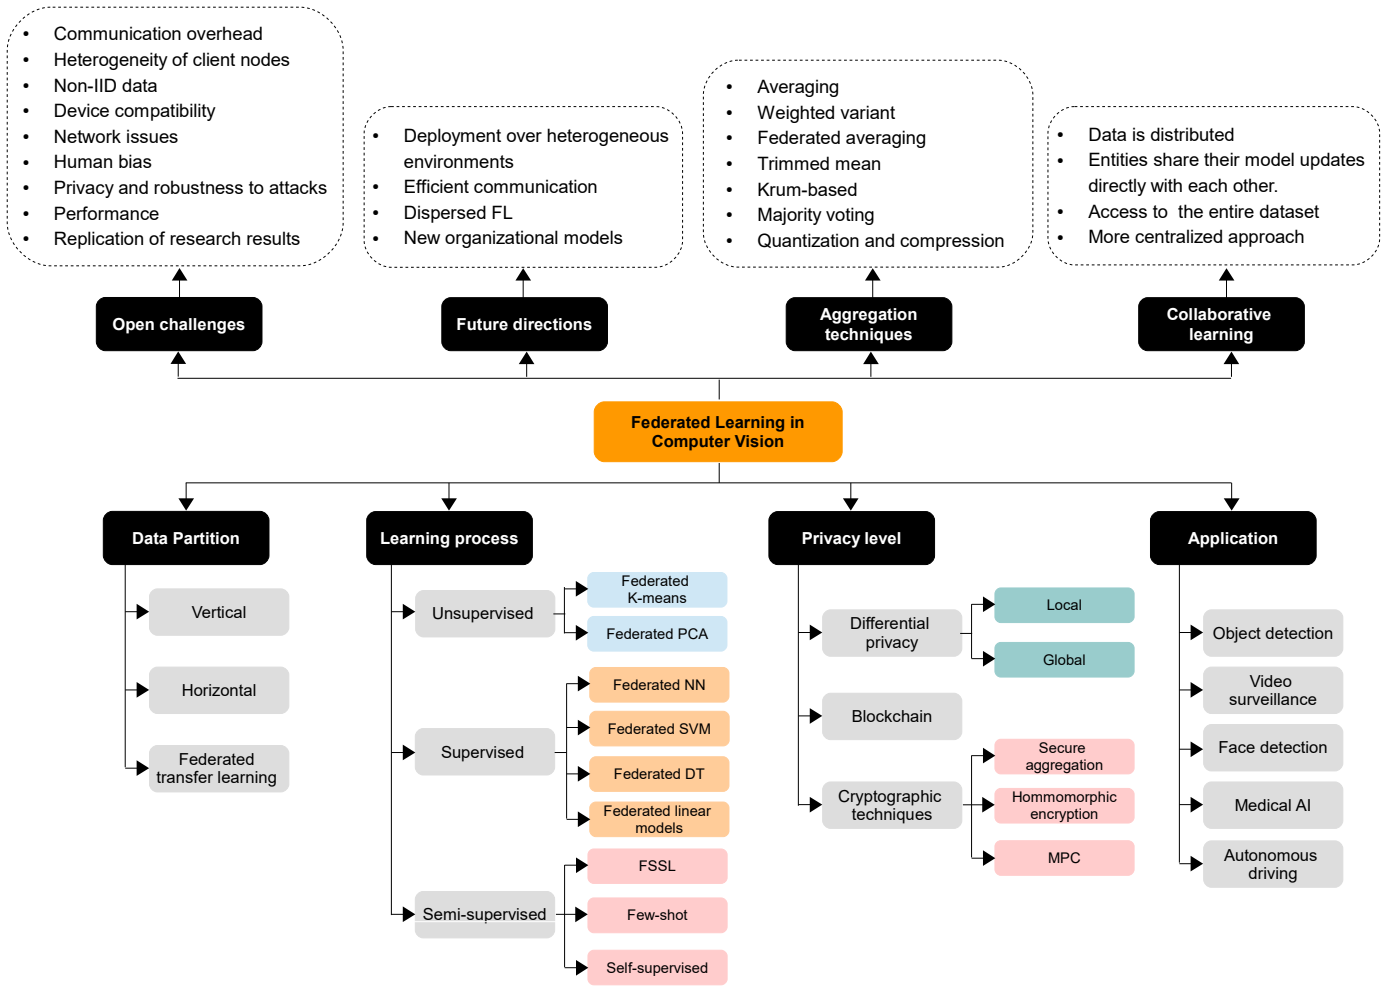 • Communication overhead
• Heterogeneity of client nodes
• Non-IID data
• Device compatibility
• Network issues
• Human bias
• Privacy and robustness to attacks
• Performance
• Replication of research results
• Deployment over heterogeneous
environments
• Efficient communication
• Dispersed FL
• New organizational models
• Averaging
• Weighted variant
• Federated averaging
• Trimmed mean
• Krum-based
• Majority voting
• Quantization and compression
• Data is distributed
• Entities share their model updates
directly with each other.
• Access to the entire dataset
• More centralized approach
Open challenges
Future directions
Aggregation
techniques
Collaborative
learning
Federated Learning in
Computer Vision
Data Partition
Vertical
Horizontal
Federated
transfer learning
Learning process
Unsupervised
Federated
K-means
Federated PCA
Supervised
Federated NN
Federated SVM
Federated DT
Federated linear
models
Semi-supervised
FSSL
Few-shot
Self-supervised
Privacy level
Differential
privacy
Local
Global
Blockchain
Cryptographic
techniques
Secure
aggregation
Hommomorphic
encryption
MPC
Application
Object detection
Video
surveillance
Face detection
Medical AI
Autonomous
driving